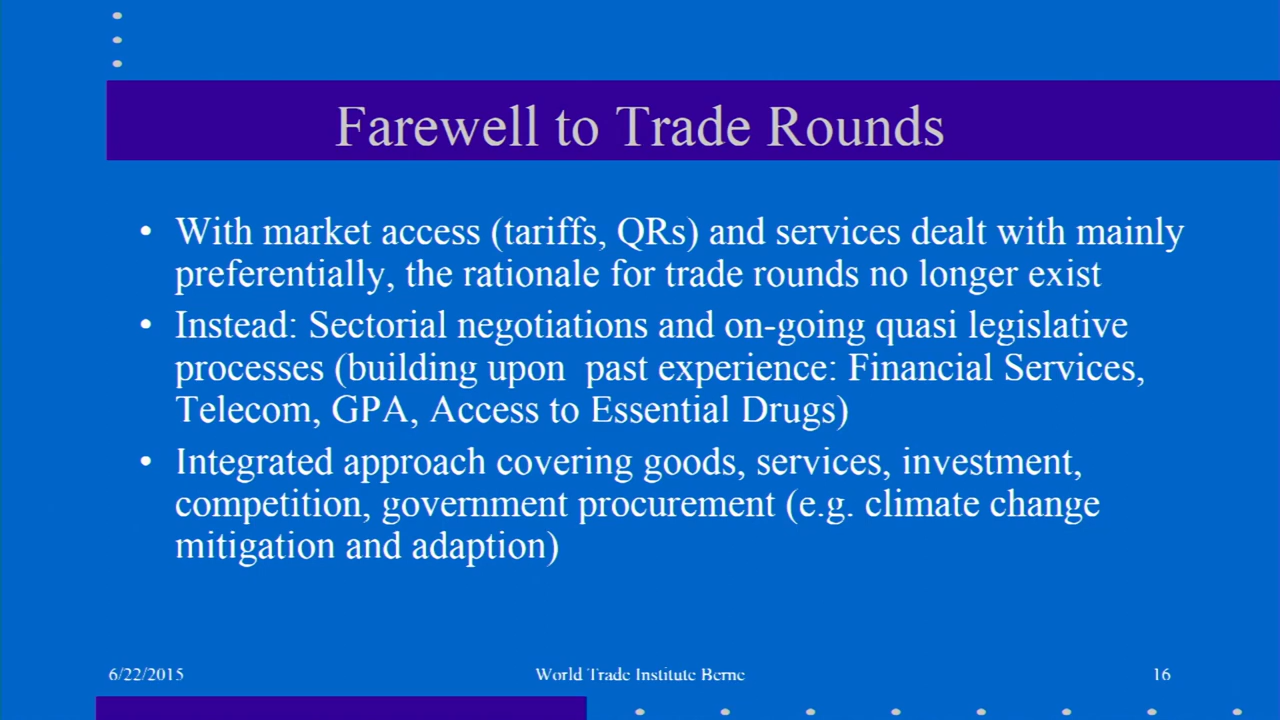 Farewell to Trade Rounds
• With market access (tariffs, QRs) and services dealt with mainly
preferentially, the rationale for trade rounds no longer exist
• Instead: Sectorial negotiations and on-going quasi legislative
processes (building upon past experience: Financial Services,
Telecom, GPA, Access to Essential Drugs)
• Integrated approach covering goods, services, investment,
competition, government procurement (e.g. climate change
mitigation and adaption)
6/22/2015 World Trade Institute Berne 16